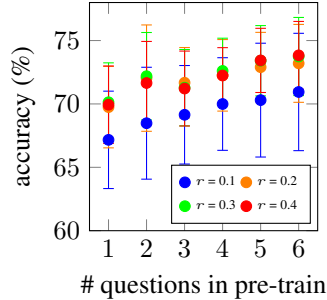 accuracy (%)
75
70
65
60
r = 0.1
r = 0.2
r = 0.3
r = 0.4
1 2 3 4 5 6
# questions in pre-train